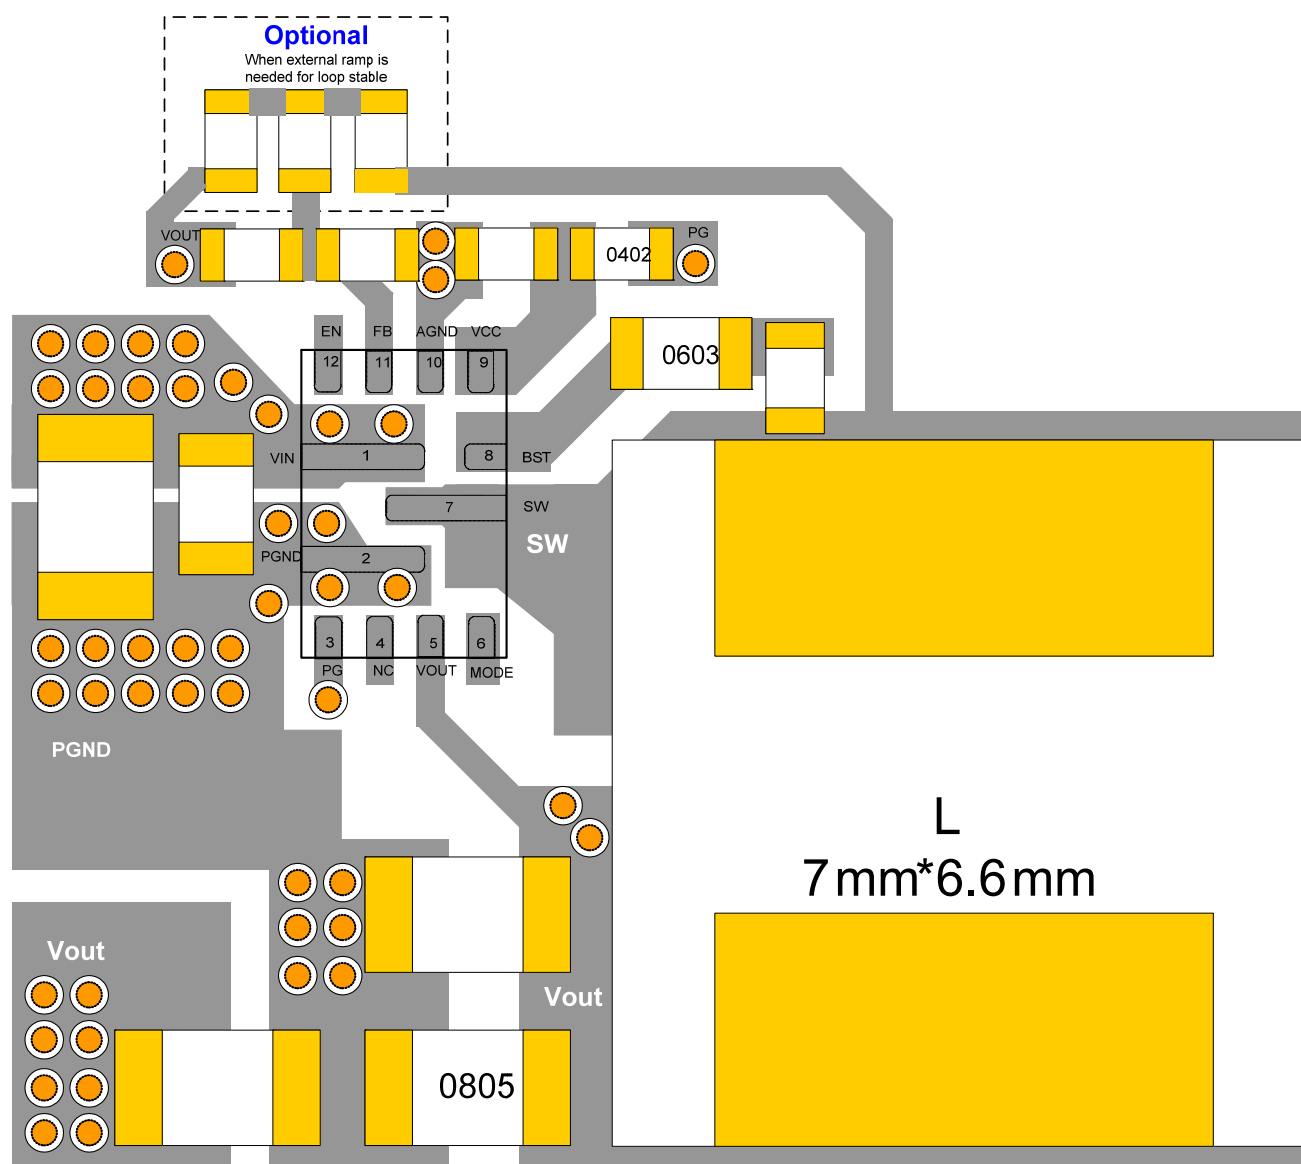 Optional
When external ramp is
needed for loop stable
VOUT
PG
0402
EN
FB
AGND
VCC
12
11
10
9
0603
VIN
1
8
BST
7
SW
SW
PGND
2
3
4
5
6
PG
NC
VOUT
MODE
PGND
L
7mm*6.6mm
Vout
Vout
0805